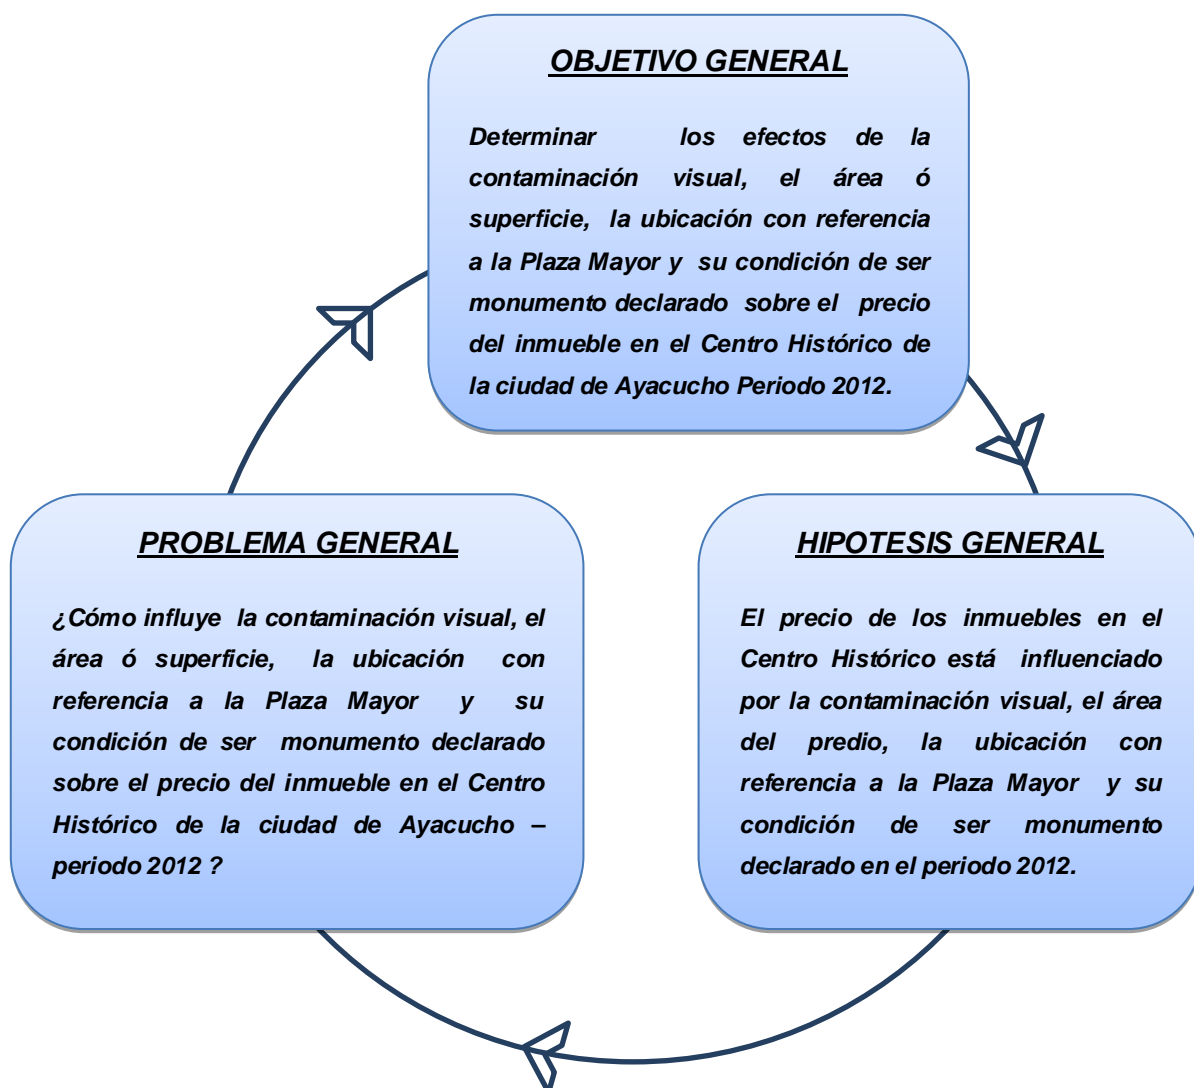 OBJETIVO GENERAL
Determinar los efectos de la
contaminación visual, el área ó
superficie, la ubicación con referencia
a la Plaza Mayor y su condición de ser
monumento declarado sobre el precio
del inmueble en el Centro Histórico de
la ciudad de Ayacucho Periodo 2012.
PROBLEMA GENERAL
¿Cómo influye la contaminación visual, el
área ó superficie, la ubicación con
referencia a la Plaza Mayor y su
condición de ser monumento declarado
sobre el precio del inmueble en el Centro
Histórico de la ciudad de Ayacucho –
periodo 2012 ?
HIPOTESIS GENERAL
El precio de los inmuebles en el
Centro Histórico está influenciado
por la contaminación visual, el área
del predio, la ubicación con
referencia a la Plaza Mayor y su
condición de ser monumento
declarado en el periodo 2012.